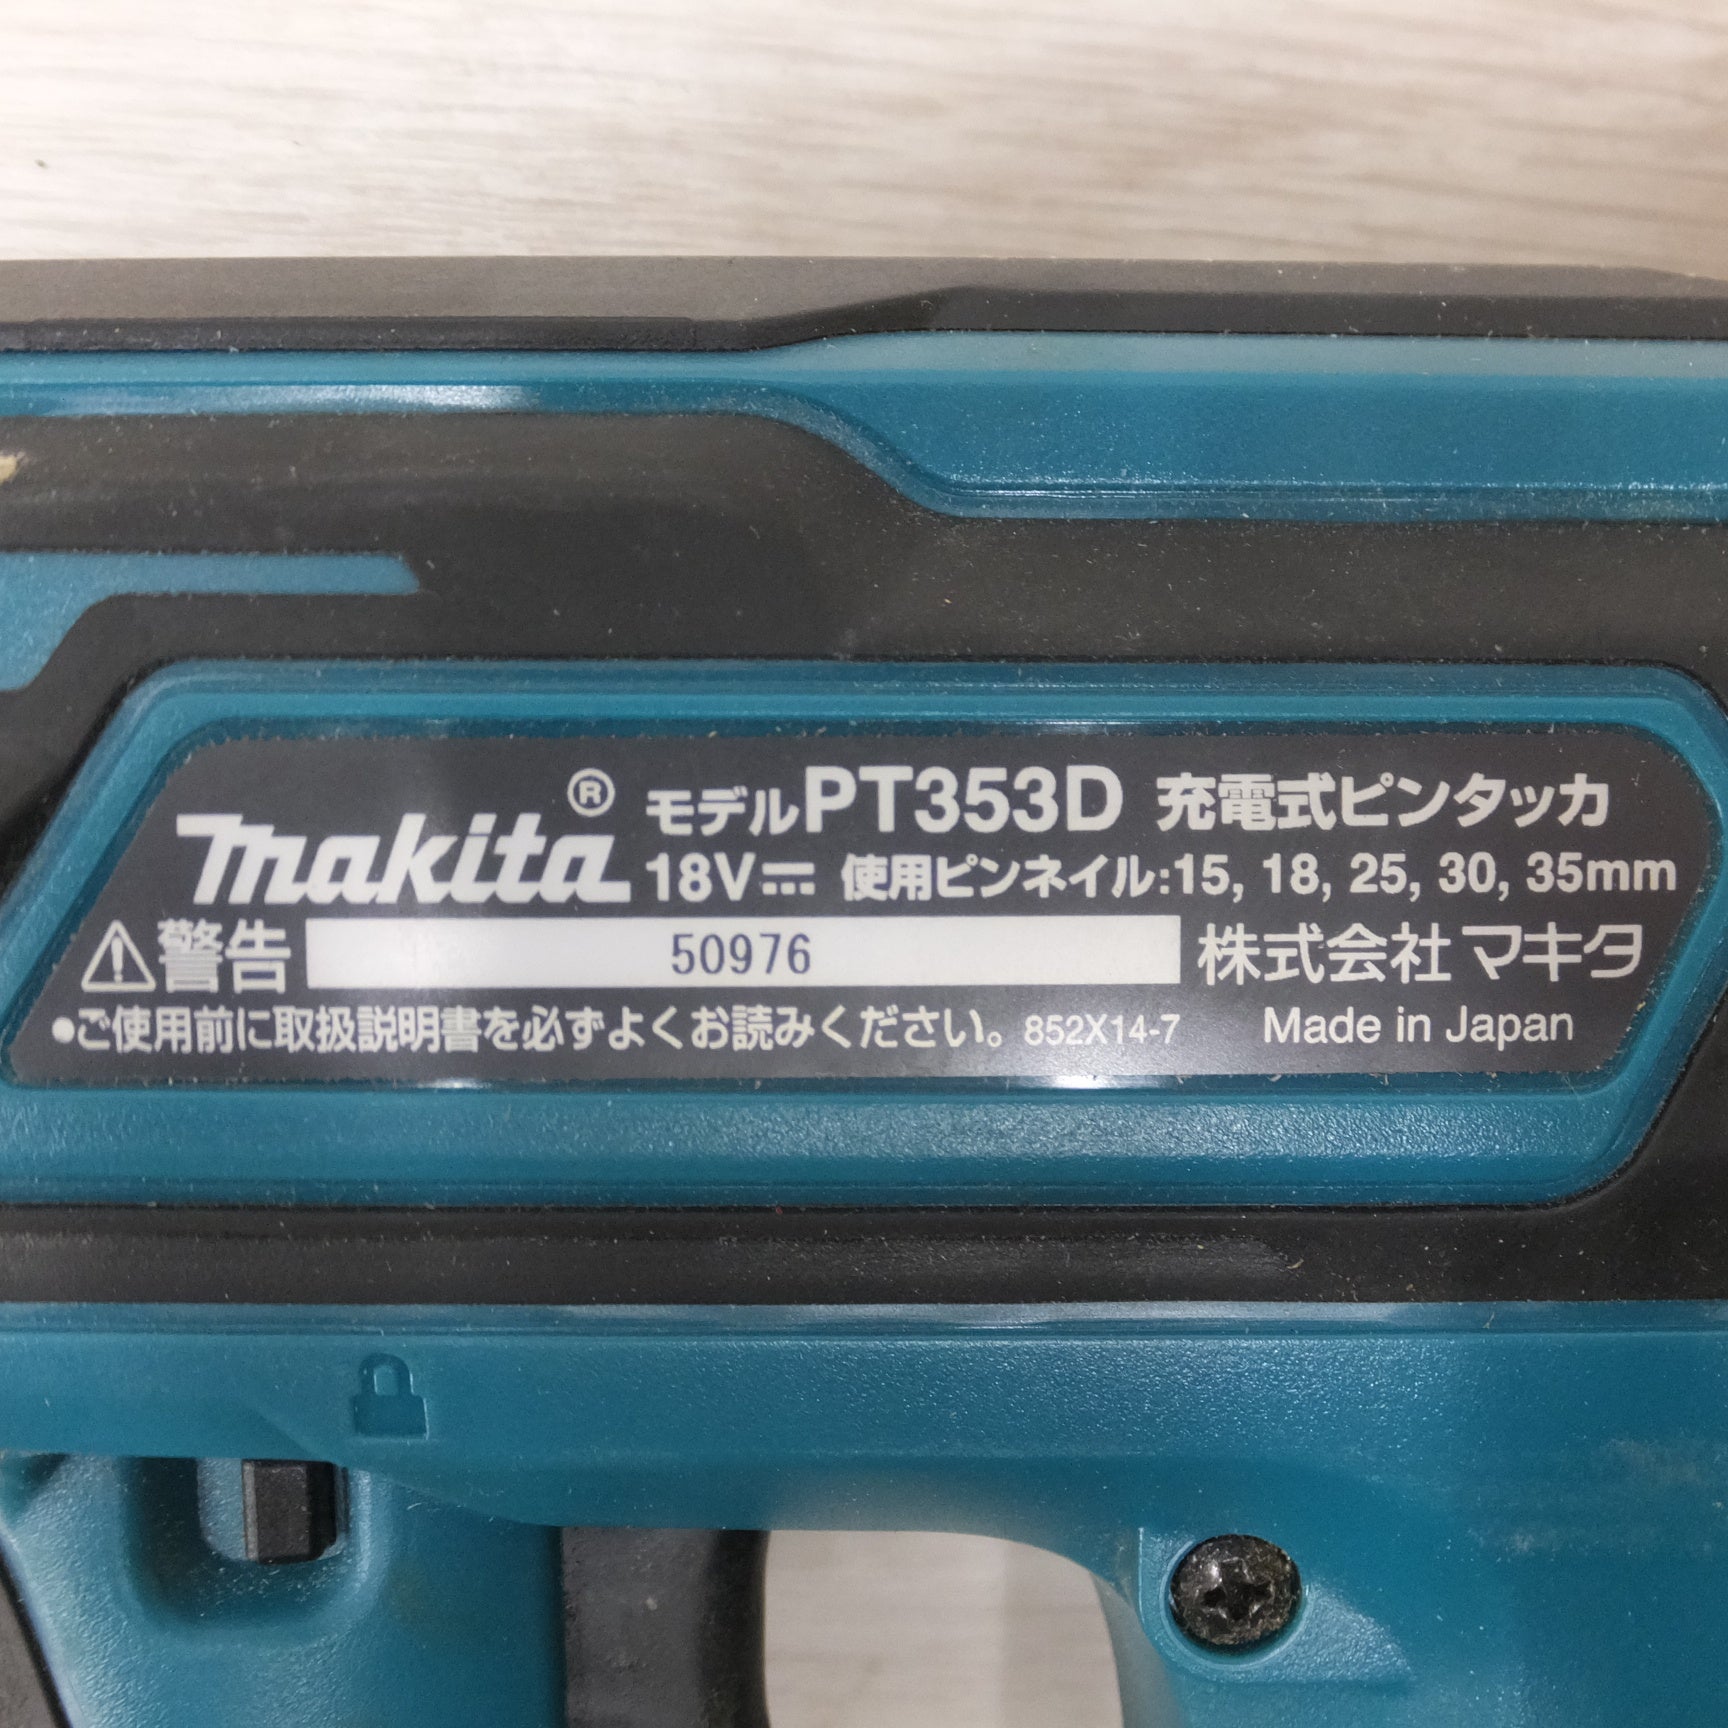 makita® モデルPT353D 充電式ピンタッカ
18V⎓ 使用ピンネイル:15, 18, 25, 30, 35mm
⚠警告 50976 株式会社マキタ
●ご使用前に取扱説明書を必ずよくお読みください。 852X14-7 Made in Japan